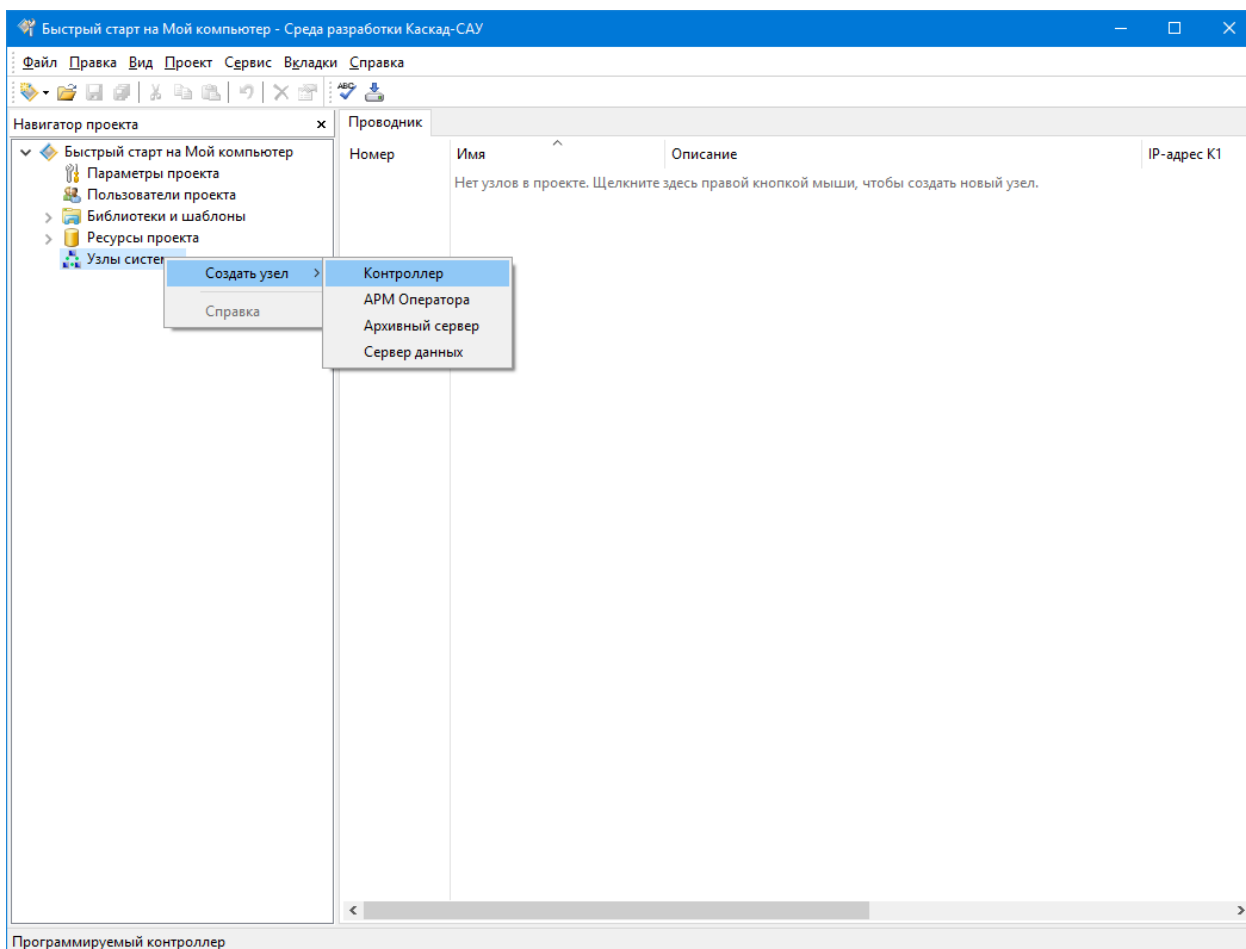 Быстрый старт на Мой компьютер - Среда разработки Каскад-САУ
Файл Правка Вид Проект Сервис Вкладки Справка
ABC
Навигатор проекта
Проводник
Быстрый старт на Мой компьютер
Параметры проекта
Пользователи проекта
Библиотеки и шаблоны
Ресурсы проекта
Узлы систем
Номер Имя Описание IP-адрес К1
Нет узлов в проекте. Щелкните здесь правой кнопкой мыши, чтобы создать новый узел.
Создать узел
Справка
Контроллер
АРМ Оператора
Архивный сервер
Сервер данных
Программируемый контроллер